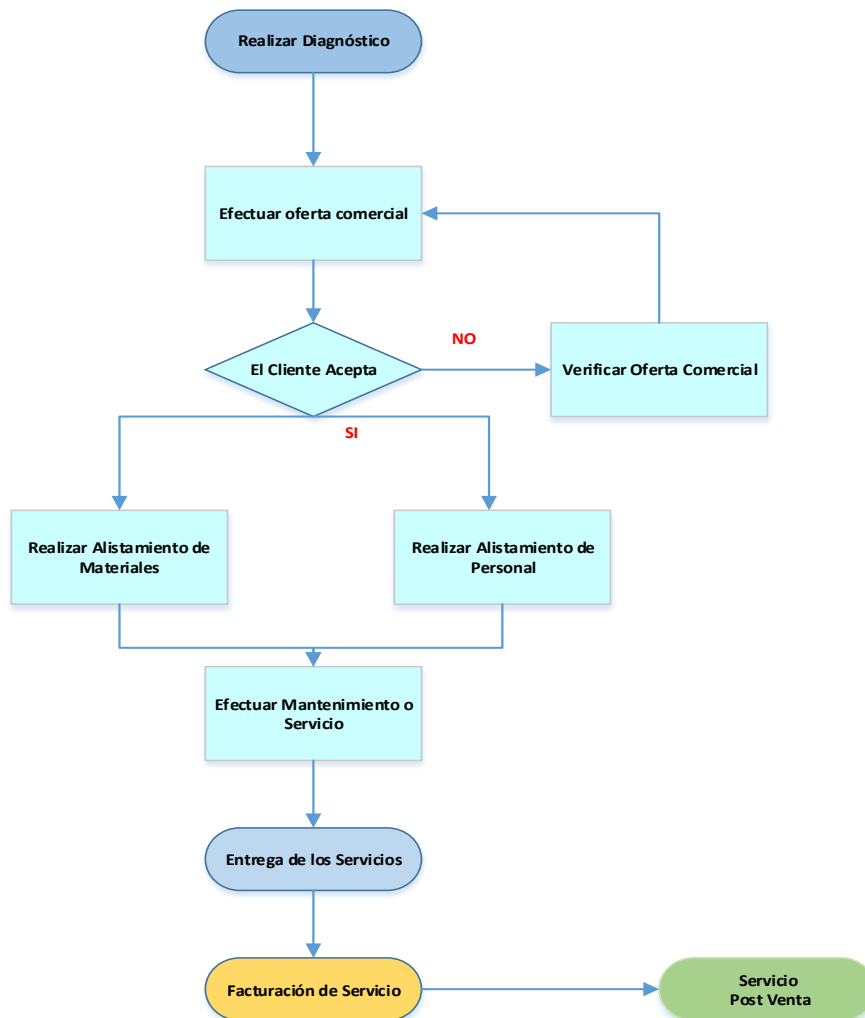 Realizar Diagnóstico
Efectuar oferta comercial
NO
El Cliente Acepta
Verificar Oferta Comercial
SI
Realizar Alistamiento de
Materiales
Realizar Alistamiento de
Personal
Efectuar Mantenimiento o
Servicio
Entrega de los Servicios
Facturación de Servicio
Servicio
Post Venta